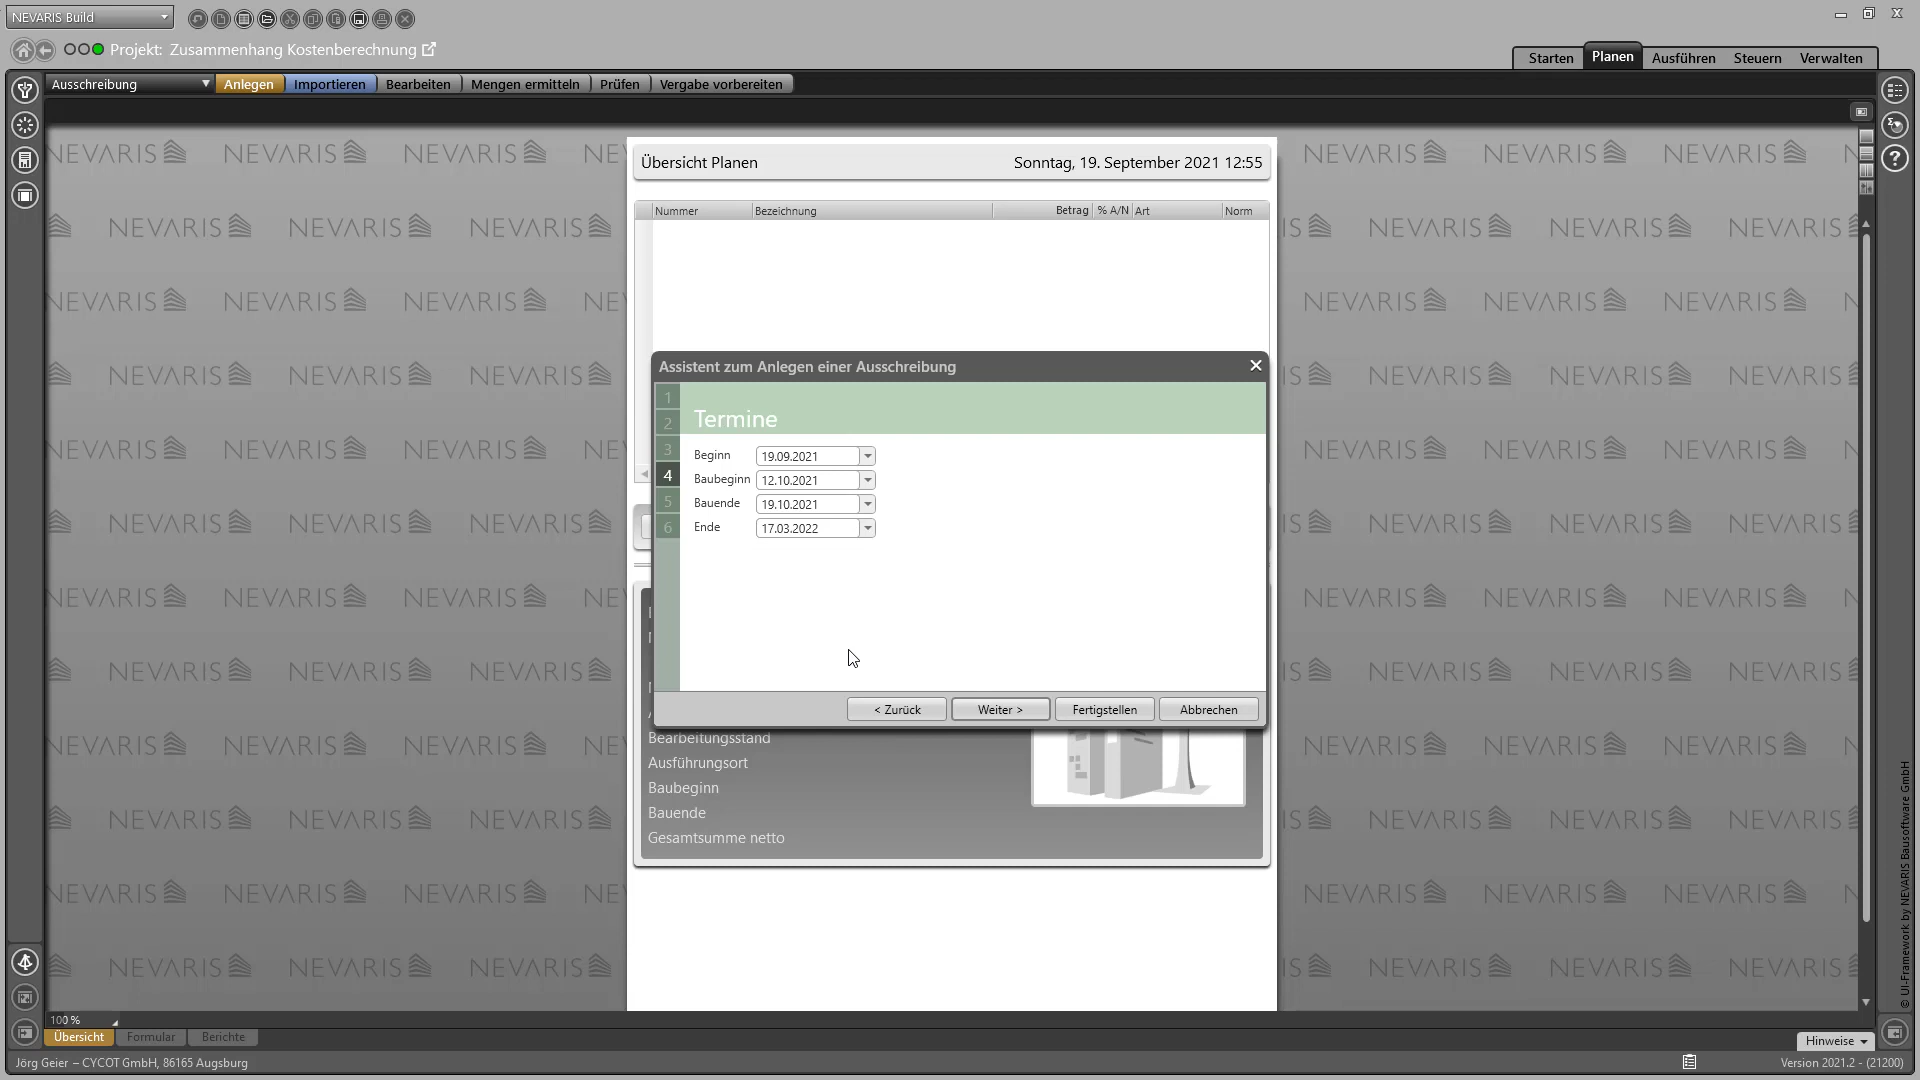 NEVARIS Build
Projekt: Zusammenhang Kostenberechnung
Starten Planen Ausführen Steuern Verwalten
Ausschreibung Anlegen Importieren Bearbeiten Mengen ermitteln Prüfen Vergabe vorbereiten
Übersicht Planen Sonntag, 19. September 2021 12:55
Nummer Bezeichnung Betrag % A/N Art Norm
NEVARIS
Assistent zum Anlegen einer Ausschreibung
1
2 Termine
3 Beginn 19.09.2021
4 Baubeginn 12.10.2021
5 Bauende 19.10.2021
6 Ende 17.03.2022
< Zurück Weiter > Fertigstellen Abbrechen
Bearbeitungsstand
Ausführungsort
Baubeginn
Bauende
Gesamtsumme netto
© UI-Framework by NEVARIS Bausoftware GmbH
100 %
Übersicht Formular Berichte
Hinweise
Jörg Geier – CYCOT GmbH, 86165 Augsburg
Version 2021.2 - (21200)